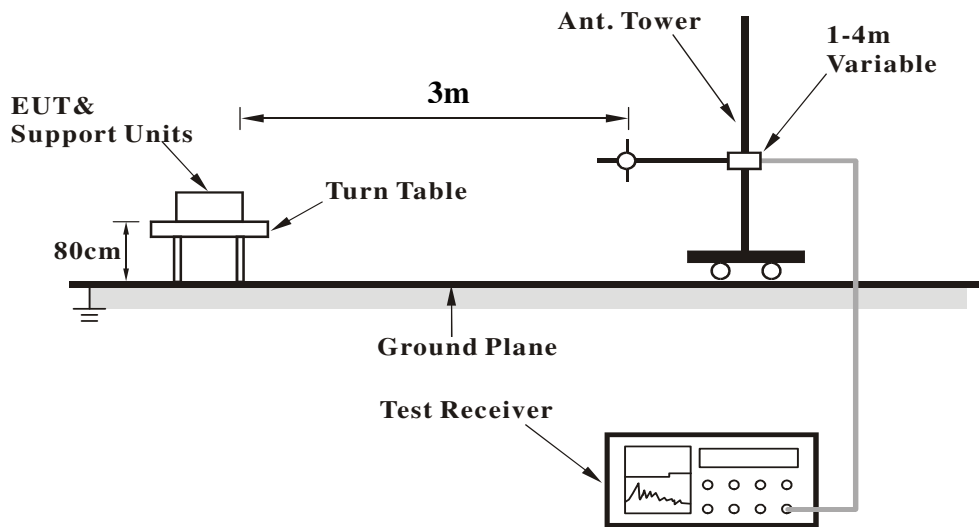 Ant. Tower
1-4m
Variable
3m
EUT&
Support Units
Turn Table
80cm
Ground Plane
Test Receiver